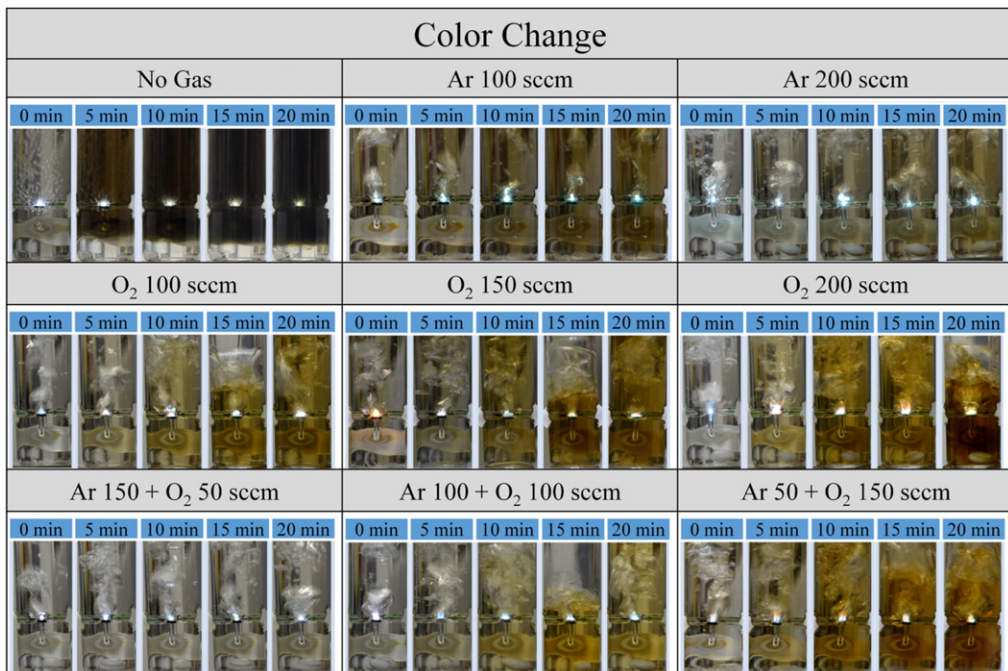 Color Change
No Gas Ar 100 sccm Ar 200 sccm
0 min 5 min 10 min 15 min 20 min 0 min 5 min 10 min 15 min 20 min 0 min 5 min 10 min 15 min 20 min
O₂ 100 sccm O₂ 150 sccm O₂ 200 sccm
0 min 5 min 10 min 15 min 20 min 0 min 5 min 10 min 15 min 20 min 0 min 5 min 10 min 15 min 20 min
Ar 150 + O₂ 50 sccm Ar 100 + O₂ 100 sccm Ar 50 + O₂ 150 sccm
0 min 5 min 10 min 15 min 20 min 0 min 5 min 10 min 15 min 20 min 0 min 5 min 10 min 15 min 20 min